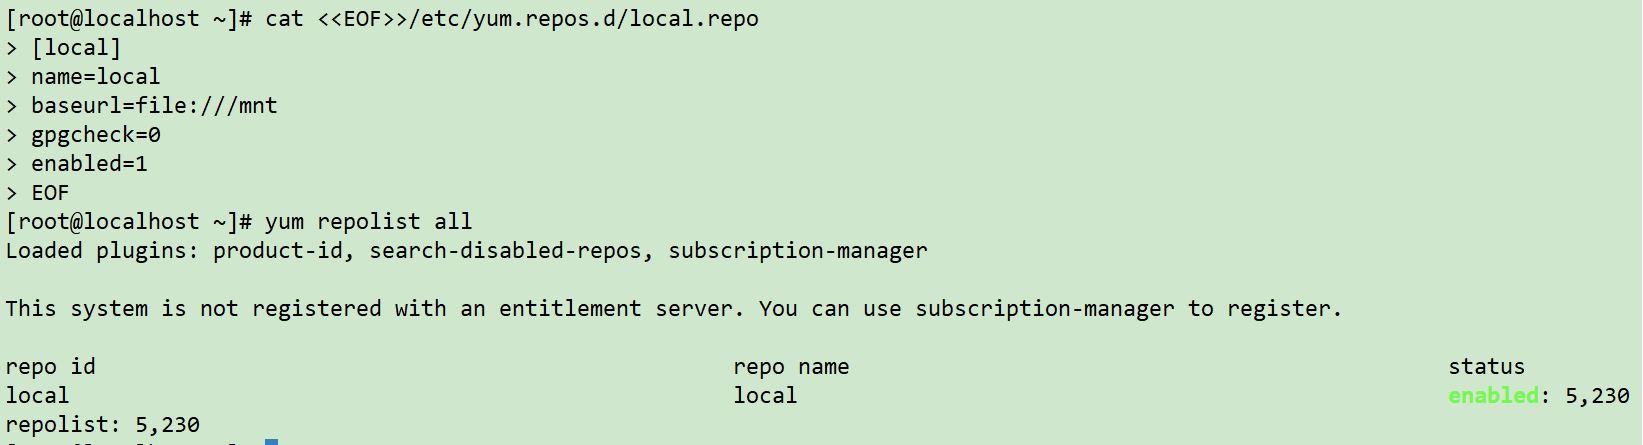 [root@localhost ~]# cat <<EOF>>/etc/yum.repos.d/local.repo
> [local]
> name=local
> baseurl=file:///mnt
> gpgcheck=0
> enabled=1
> EOF
[root@localhost ~]# yum repolist all
Loaded plugins: product-id, search-disabled-repos, subscription-manager
This system is not registered with an entitlement server. You can use subscription-manager to register.
repo id repo name status
local local enabled: 5,230
repolist: 5,230